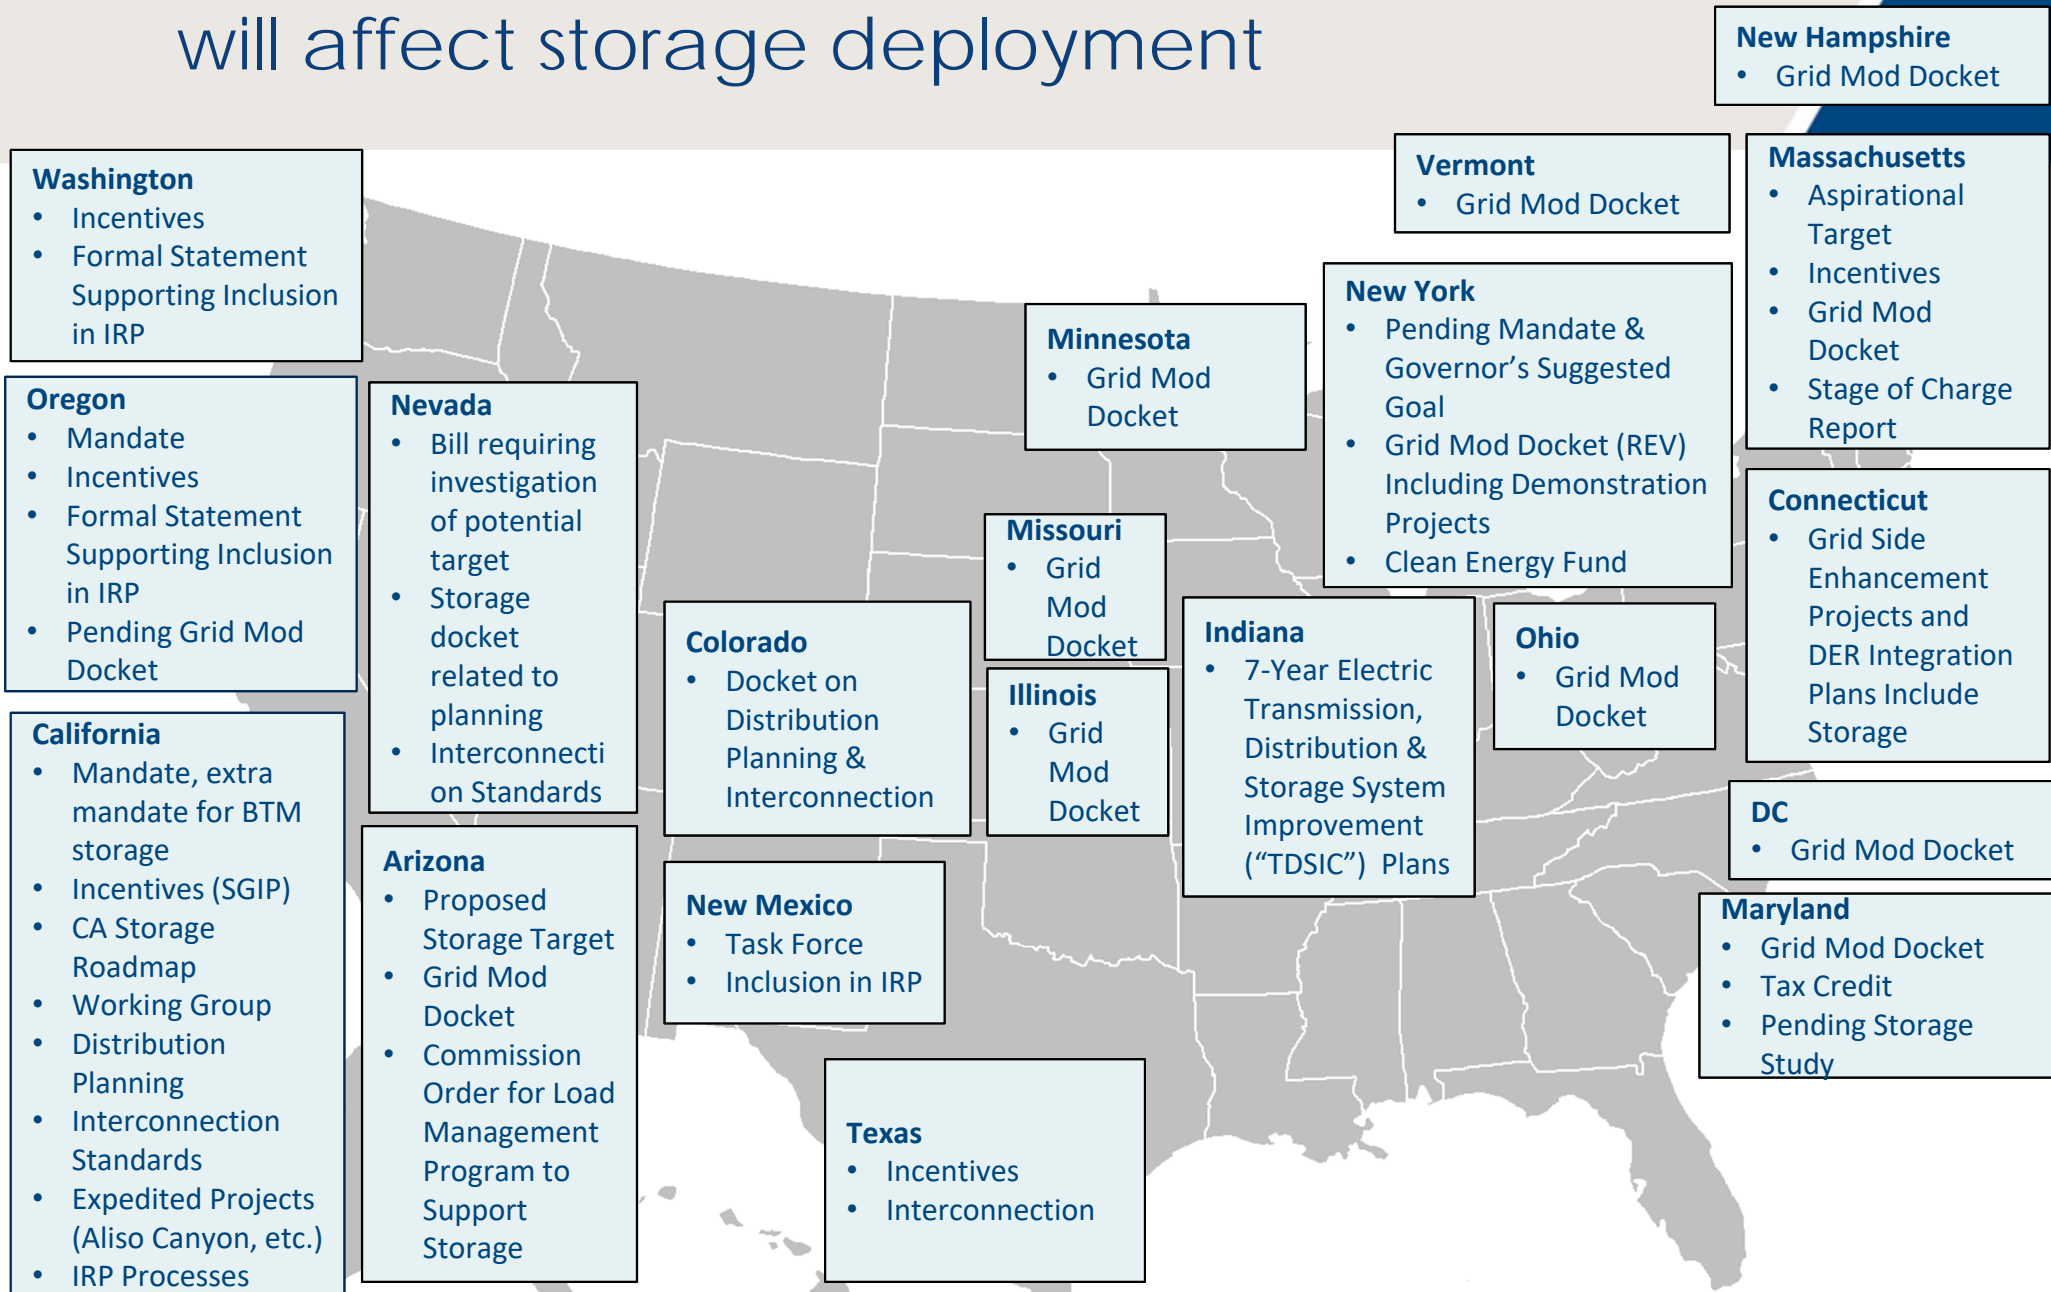 will affect storage deployment
New Hampshire
• Grid Mod Docket
Washington
• Incentives
• Formal Statement
Supporting Inclusion
in IRP
Vermont
• Grid Mod Docket
Massachusetts
• Aspirational
Target
• Incentives
• Grid Mod
Docket
• Stage of Charge
Report
New York
• Pending Mandate &
Governor’s Suggested
Goal
• Grid Mod Docket (REV)
Including Demonstration
Projects
• Clean Energy Fund
Minnesota
• Grid Mod
Docket
Oregon
• Mandate
• Incentives
• Formal Statement
Supporting Inclusion
in IRP
• Pending Grid Mod
Docket
Nevada
• Bill requiring
investigation
of potential
target
• Storage
docket
related to
planning
• Interconnecti
on Standards
Missouri
• Grid
Mod
Docket
Connecticut
• Grid Side
Enhancement
Projects and
DER Integration
Plans Include
Storage
Colorado
• Docket on
Distribution
Planning &
Interconnection
Illinois
• Grid
Mod
Docket
Indiana
• 7-Year Electric
Transmission,
Distribution &
Storage System
Improvement
(“TDSIC”) Plans
Ohio
• Grid Mod
Docket
California
• Mandate, extra
mandate for BTM
storage
• Incentives (SGIP)
• CA Storage
Roadmap
• Working Group
• Distribution
Planning
• Interconnection
Standards
• Expedited Projects
(Aliso Canyon, etc.)
• IRP Processes
Arizona
• Proposed
Storage Target
• Grid Mod
Docket
• Commission
Order for Load
Management
Program to
Support
Storage
New Mexico
• Task Force
• Inclusion in IRP
DC
• Grid Mod Docket
Maryland
• Grid Mod Docket
• Tax Credit
• Pending Storage
Study
Texas
• Incentives
• Interconnection